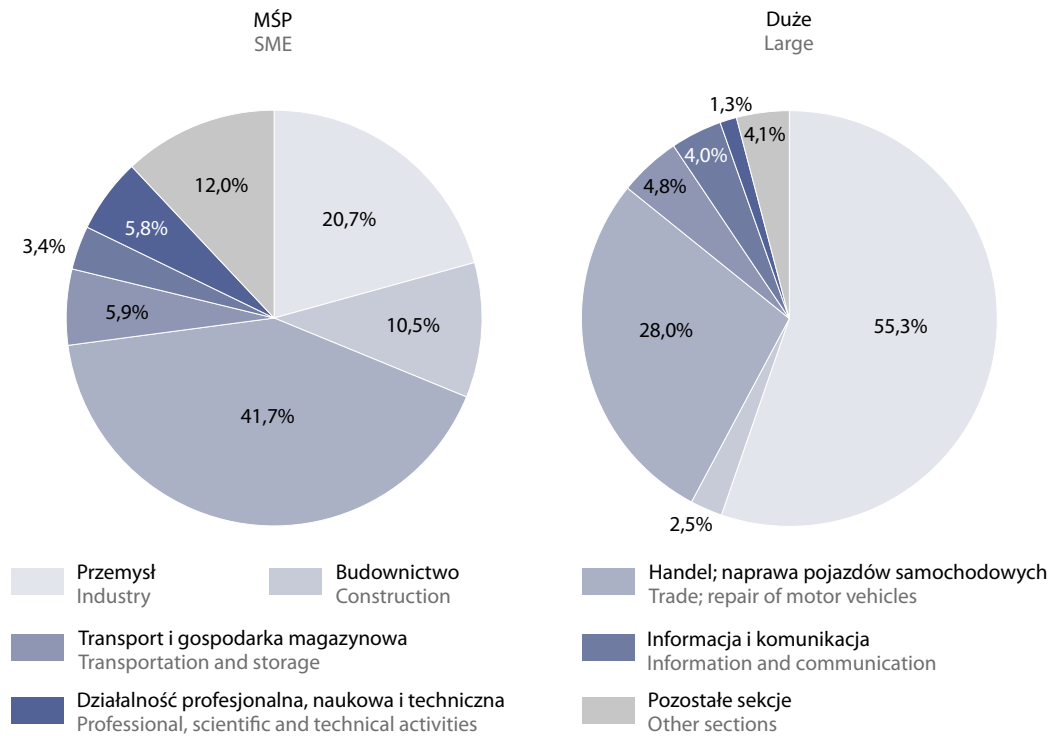 MŚP
SME
Duże
Large
12,0%
20,7%
5,8%
3,4%
5,9%
10,5%
41,7%
1,3%
4,1%
4,0%
4,8%
28,0%
55,3%
2,5%
Przemysł
Industry
Budownictwo
Construction
Handel; naprawa pojazdów samochodowych
Trade; repair of motor vehicles
Transport i gospodarka magazynowa
Transportation and storage
Informacja i komunikacja
Information and communication
Działalność profesjonalna, naukowa i techniczna
Professional, scientific and technical activities
Pozostałe sekcje
Other sections